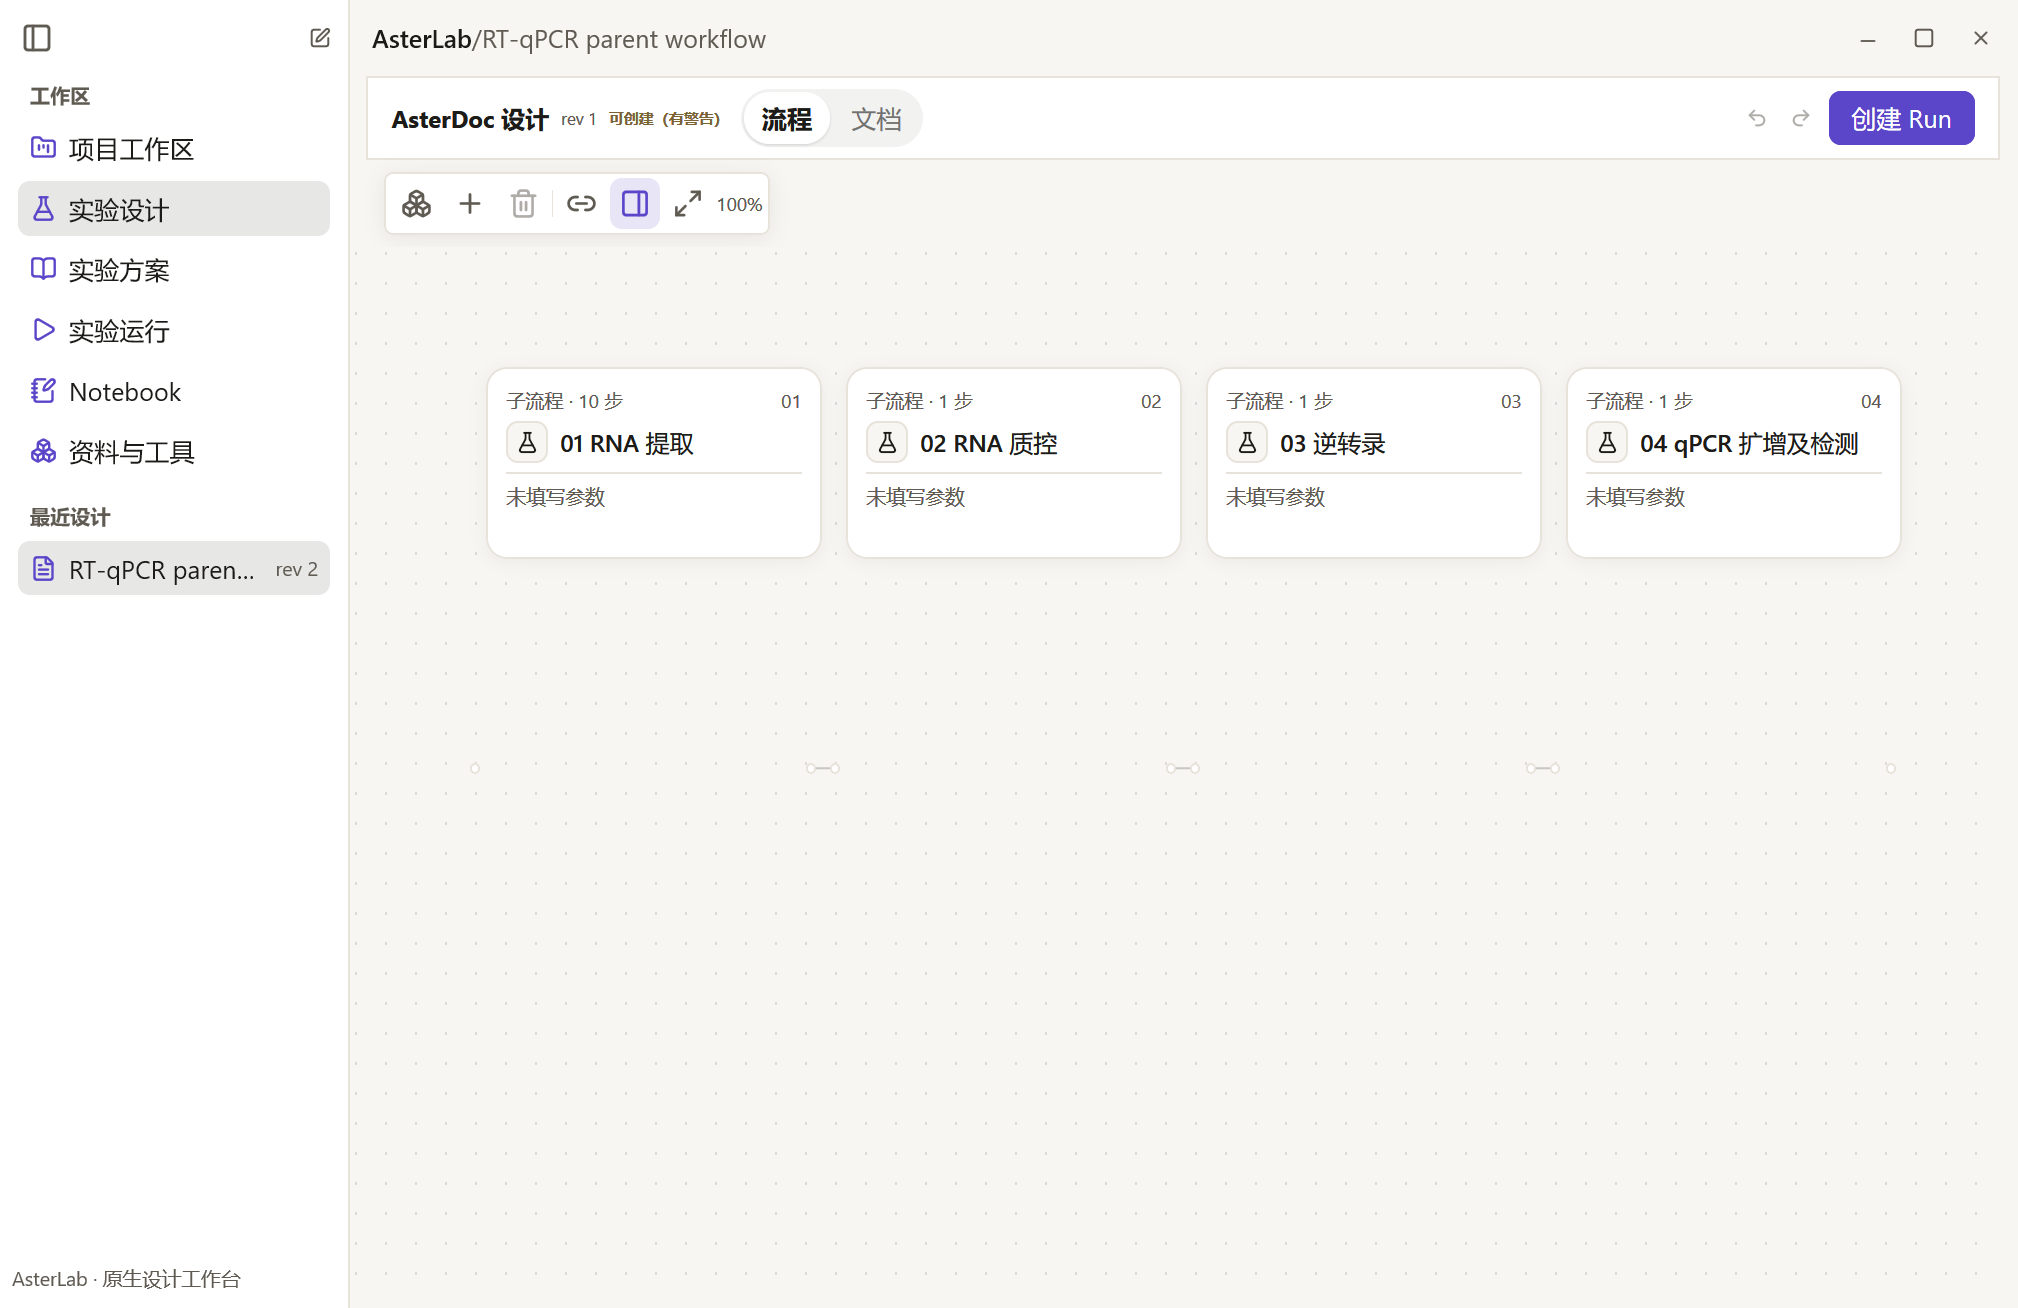 工作区
项目工作区
实验设计
实验方案
实验运行
Notebook
资料与工具
最近设计
RT-qPCR paren... rev 2
AsterLab · 原生设计工作台
AsterLab/RT-qPCR parent workflow
AsterDoc 设计 rev 1 可创建 (有警告) 流程 文档 创建 Run
100%
子流程 · 10 步 01
01 RNA 提取
未填写参数
子流程 · 1 步 02
02 RNA 质控
未填写参数
子流程 · 1 步 03
03 逆转录
未填写参数
子流程 · 1 步 04
04 qPCR 扩增及检测
未填写参数